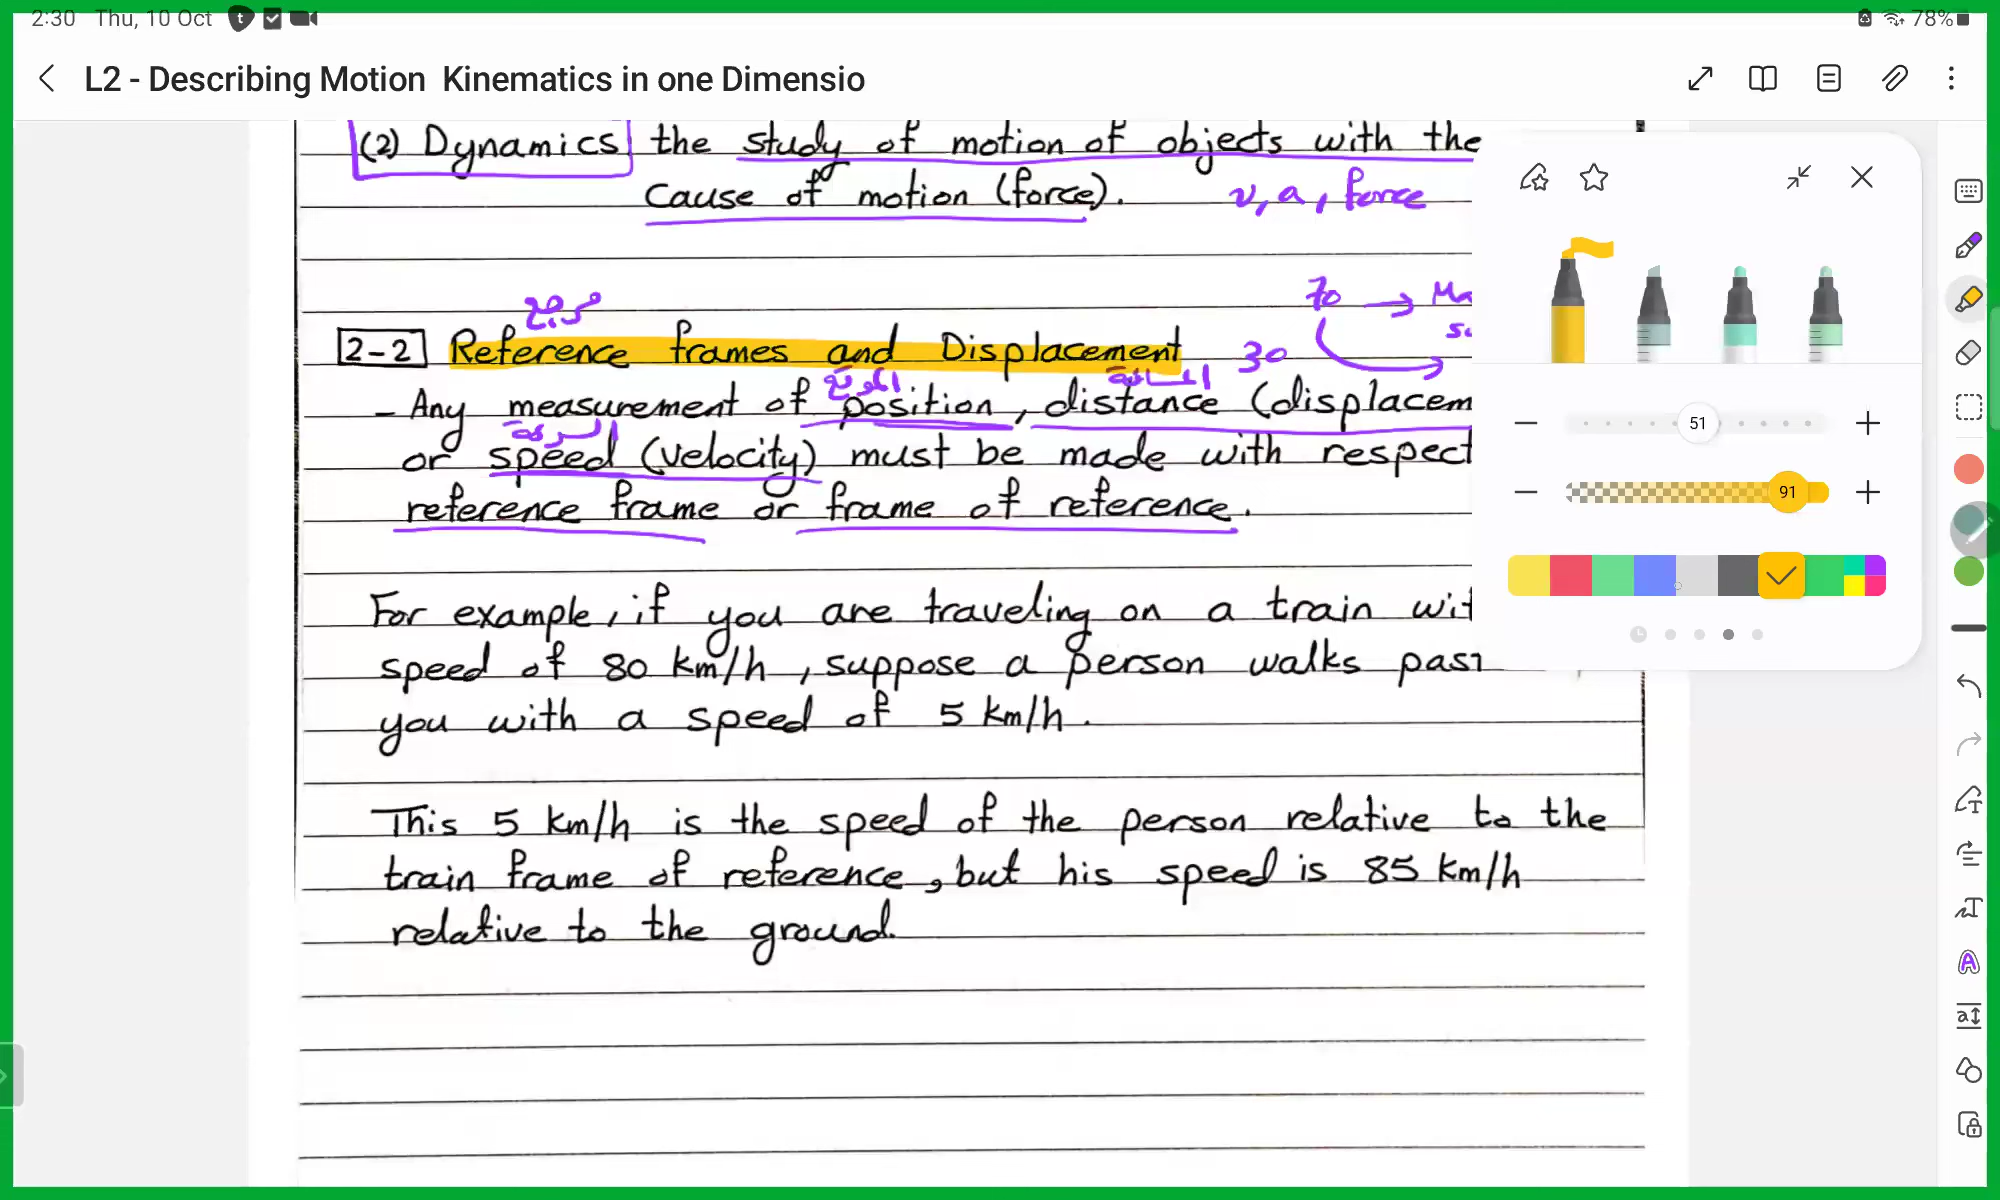 2:30 Thu, 10 Oct t 78%
L2 - Describing Motion Kinematics in one Dimensio
(2) Dynamics the study of motion of objects with the
cause of motion (force). v, a, force
مرجع
70 → Ma
2-2 Reference frames and Displacement 30
الموقع المسافة
- Any measurement of position, distance (displacem
السرعة
or speed (velocity) must be made with respect
reference frame or frame of reference.
For example, if you are traveling on a train wit
speed of 80 km/h, suppose a person walks past
you with a speed of 5 km/h.
This 5 km/h is the speed of the person relative to the
train frame of reference, but his speed is 85 km/h
relative to the ground.
51
91